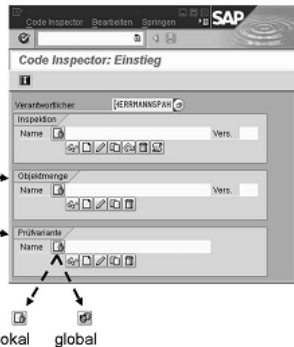 Code Inspector Bearbeiten Springen SAP
Code Inspector: Einstieg
Verantwortlicher HERRMANNSPAH
Inspektion
Name Vers.
Objektmenge
Name Vers.
Prüfvariante
Name
okal global